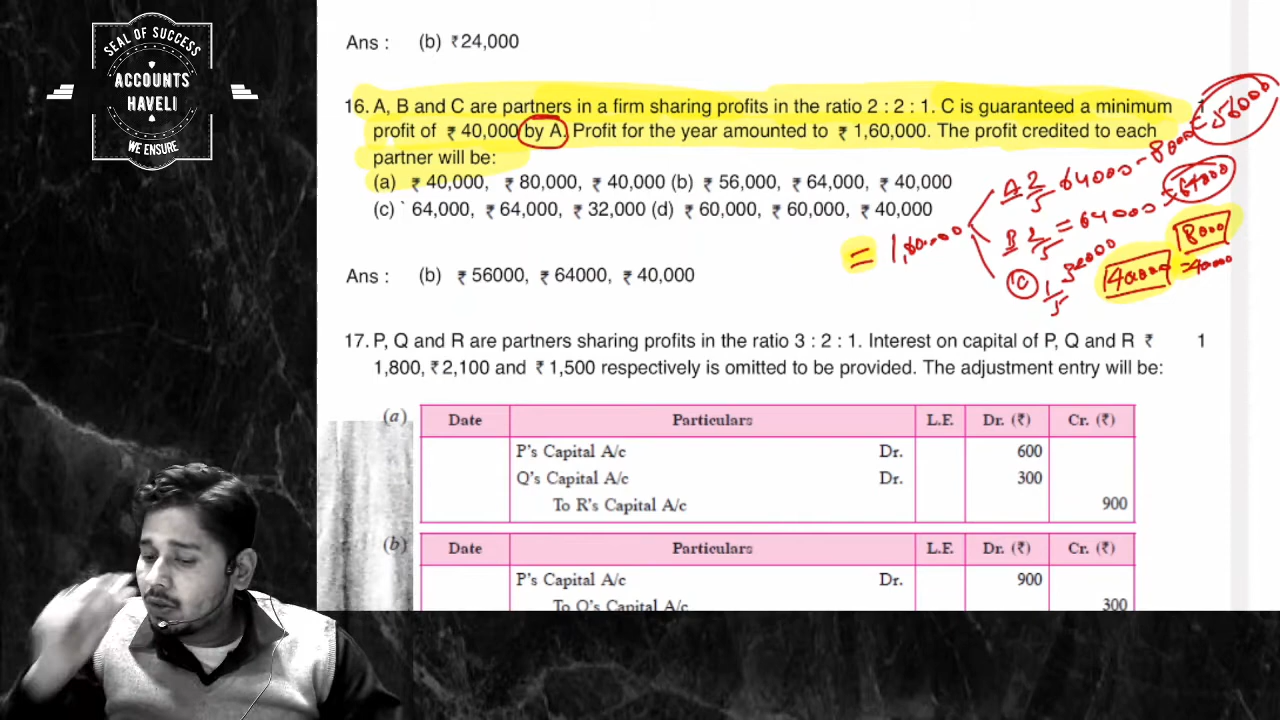 SEAL OF SUCCESS
ACCOUNTS
HAVELI
WE ENSURE
Ans : (b) ₹24,000
16. A, B and C are partners in a firm sharing profits in the ratio 2 : 2 : 1. C is guaranteed a minimum
profit of ₹ 40,000 by A. Profit for the year amounted to ₹ 1,60,000. The profit credited to each
partner will be:
(a) ₹ 40,000, ₹ 80,000, ₹ 40,000 (b) ₹ 56,000, ₹ 64,000, ₹ 40,000
(c) ` 64,000, ₹ 64,000, ₹ 32,000 (d) ₹ 60,000, ₹ 60,000, ₹ 40,000
= 1,60,000
A 2/5 64000 - 8000 = 56000
B 2/5 = 64000 = 64000
C 1/5 32000 40000 8000 = 40000
Ans : (b) ₹ 56000, ₹ 64000, ₹ 40,000
17. P, Q and R are partners sharing profits in the ratio 3 : 2 : 1. Interest on capital of P, Q and R ₹ 1
1,800, ₹ 2,100 and ₹ 1,500 respectively is omitted to be provided. The adjustment entry will be:
(a) Date Particulars L.F. Dr. (₹) Cr. (₹)
P's Capital A/c Dr. 600
Q's Capital A/c Dr. 300
To R's Capital A/c 900
(b) Date Particulars L.F. Dr. (₹) Cr. (₹)
P's Capital A/c Dr. 900
To Q's Capital A/c 300